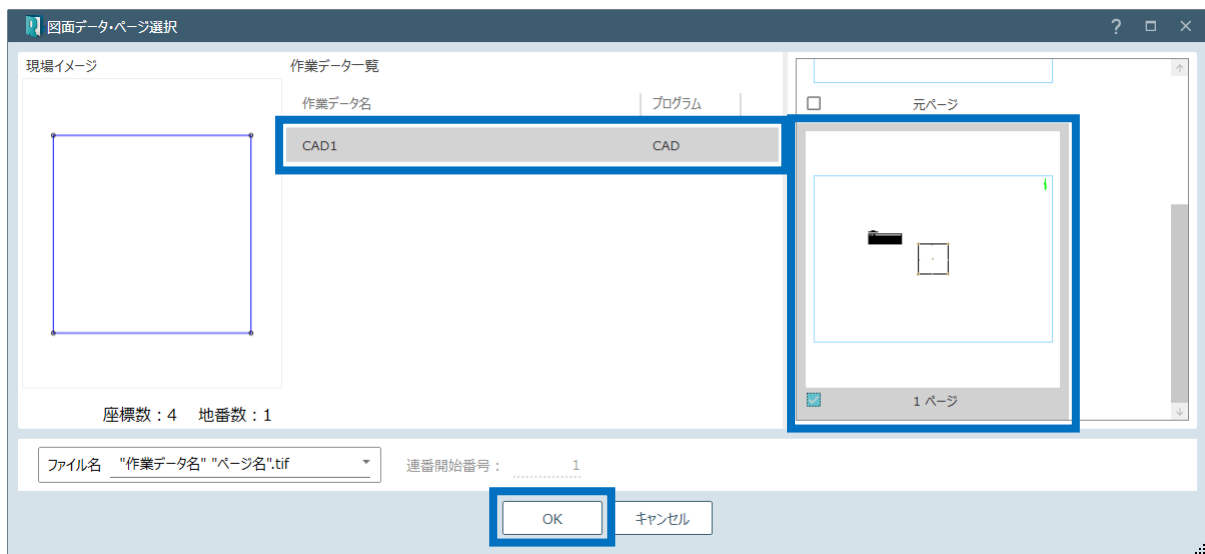 図面データ・ページ選択
現場イメージ
作業データ一覧
作業データ名 プログラム
元ページ
CAD1 CAD
1 ページ
座標数：4 地番数：1
ファイル名 "作業データ名" "ページ名".tif 連番開始番号： 1
OK キャンセル